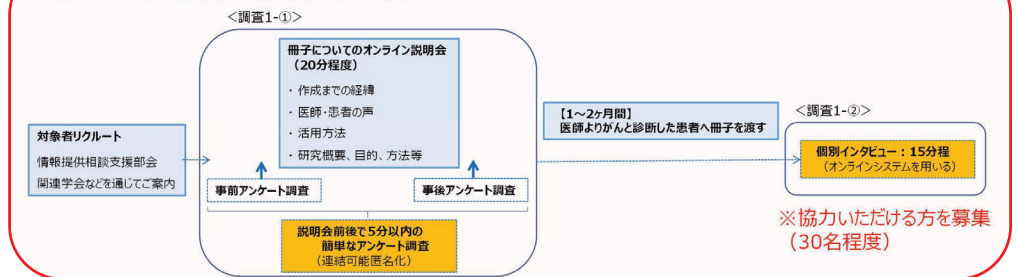 <調査1-①>
対象者リクルート
情報提供相談支援部会
関連学会などを通じてご案内
冊子についてのオンライン説明会
(20分程度)
・ 作成までの経緯
・ 医師・患者の声
・ 活用方法
・ 研究概要、目的、方法等
事前アンケート調査
事後アンケート調査
説明会前後で5分以内の
簡単なアンケート調査
(連結可能匿名化)
【1~2ヶ月間】
医師よりがんと診断した患者へ冊子を渡す
<調査1-②>
個別インタビュー:15分程
(オンラインシステムを用いる)
※協力いただける方を募集
(30名程度)